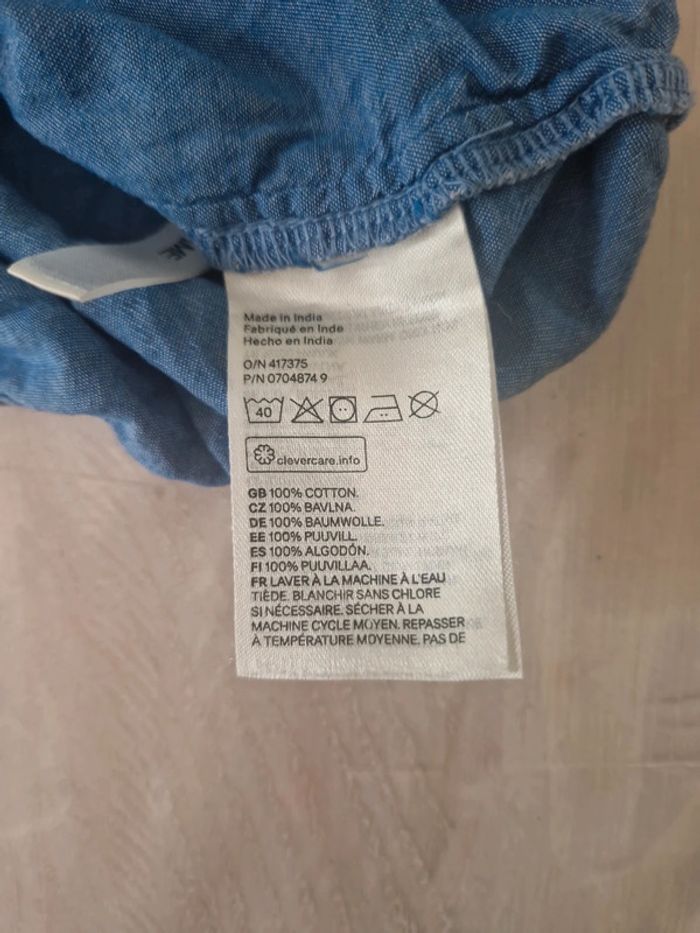 Made in India
Fabriqué en Inde
Hecho en India
O/N 417375
P/N 0704874 9
40
clevercare.info
GB 100% COTTON.
CZ 100% BAVLNA.
DE 100% BAUMWOLLE.
EE 100% PUUVILL.
ES 100% ALGODÓN.
FI 100% PUUVILLAA.
FR LAVER À LA MACHINE À L'EAU
TIÈDE. BLANCHIR SANS CHLORE
SI NÉCESSAIRE. SÉCHER À LA
MACHINE CYCLE MOYEN. REPASSER
À TEMPÉRATURE MOYENNE. PAS DE